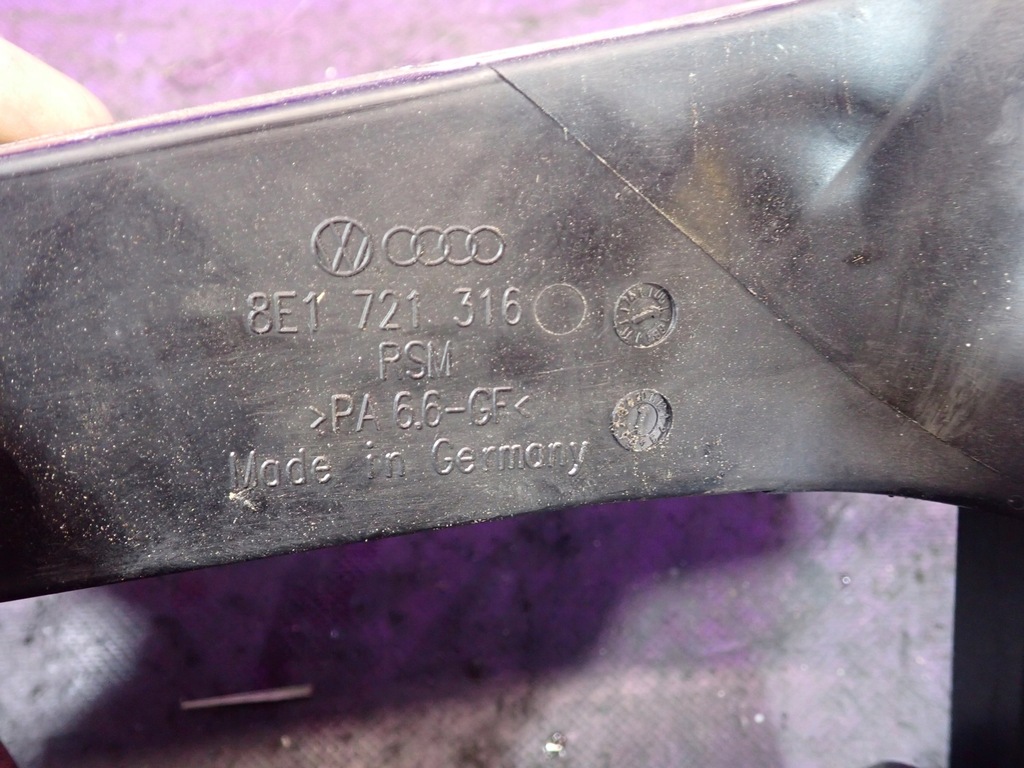 8E1 721 316
PSM
>PA 6.6-GF<
Made in Germany